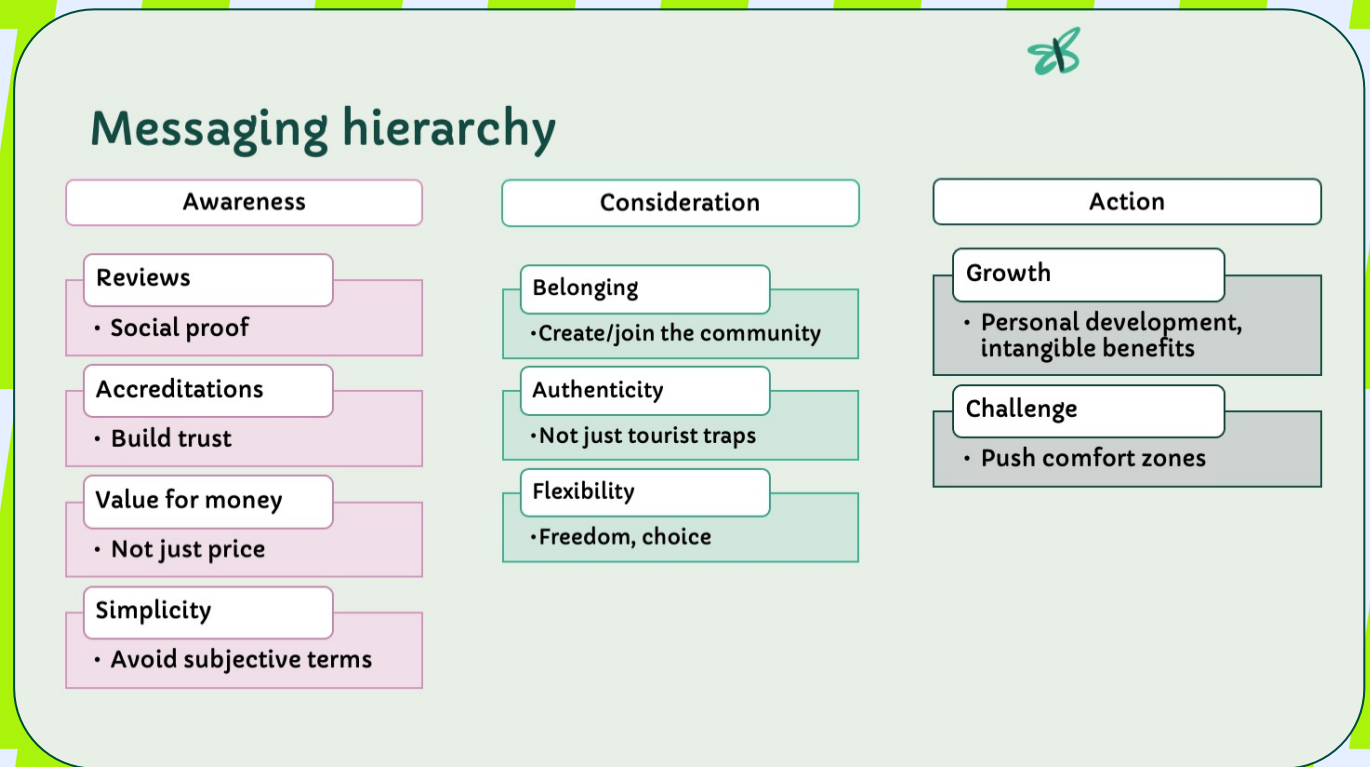 Messaging hierarchy
Awareness
Reviews
• Social proof
Accreditations
• Build trust
Value for money
• Not just price
Simplicity
• Avoid subjective terms
Consideration
Belonging
•Create/join the community
Authenticity
•Not just tourist traps
Flexibility
•Freedom, choice
Action
Growth
• Personal development,
intangible benefits
Challenge
• Push comfort zones